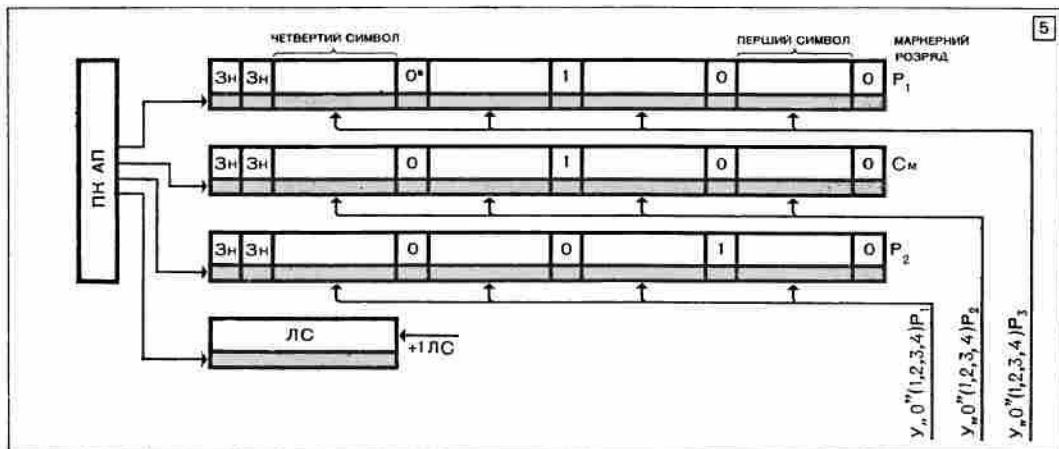 5
ЧЕТВЕРТИЙ СИМВОЛ ПЕРШИЙ СИМВОЛ МАРКЕРНИЙ РОЗРЯД
Зн Зн 0* 1 0 0 P1
ПК АП
Зн Зн 0 1 0 0 См
Зн Зн 0 0 1 0 P2
ЛС
+1ЛС
У„0"(1,2,3,4)P1
У„0"(1,2,3,4)P2
У„0"(1,2,3,4)P3